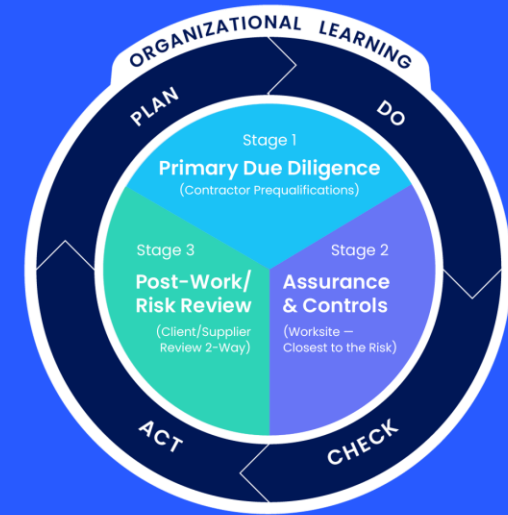 ORGANIZATIONAL LEARNING
PLAN
DO
Stage 1
Primary Due Diligence
(Contractor Prequalifications)
Stage 3
Post-Work/
Risk Review
(Client/Supplier
Review 2-Way)
Stage 2
Assurance
& Controls
(Worksite —
Closest to the Risk)
ACT
CHECK